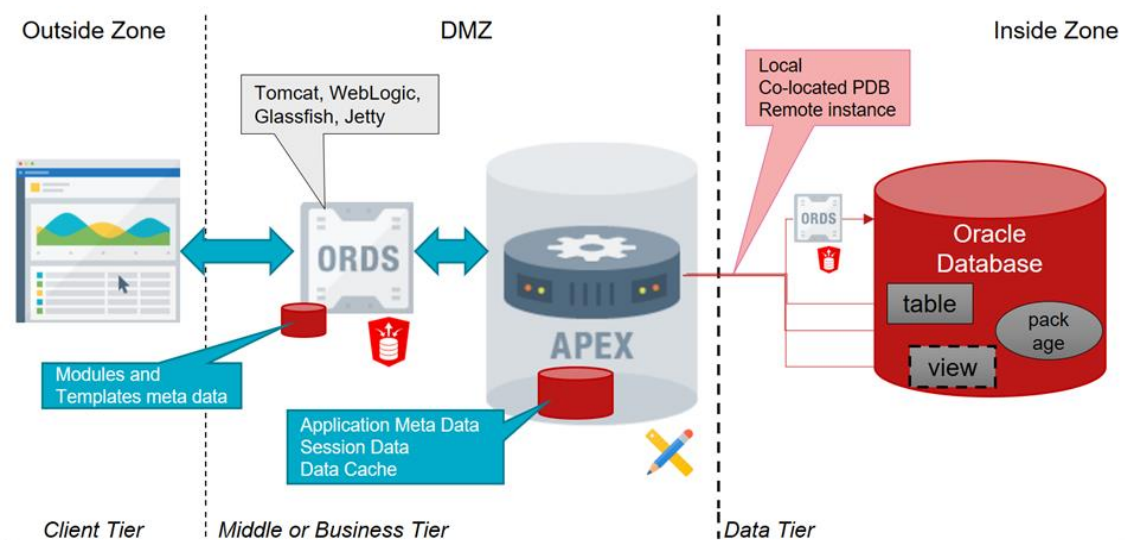 Outside Zone
DMZ
Inside Zone
Tomcat, WebLogic,
Glassfish, Jetty
Local
Co-located PDB
Remote instance
ORDS
ORDS
Oracle
Database
table
pack
age
view
APEX
Modules and
Templates meta data
Application Meta Data
Session Data
Data Cache
Client Tier
Middle or Business Tier
Data Tier